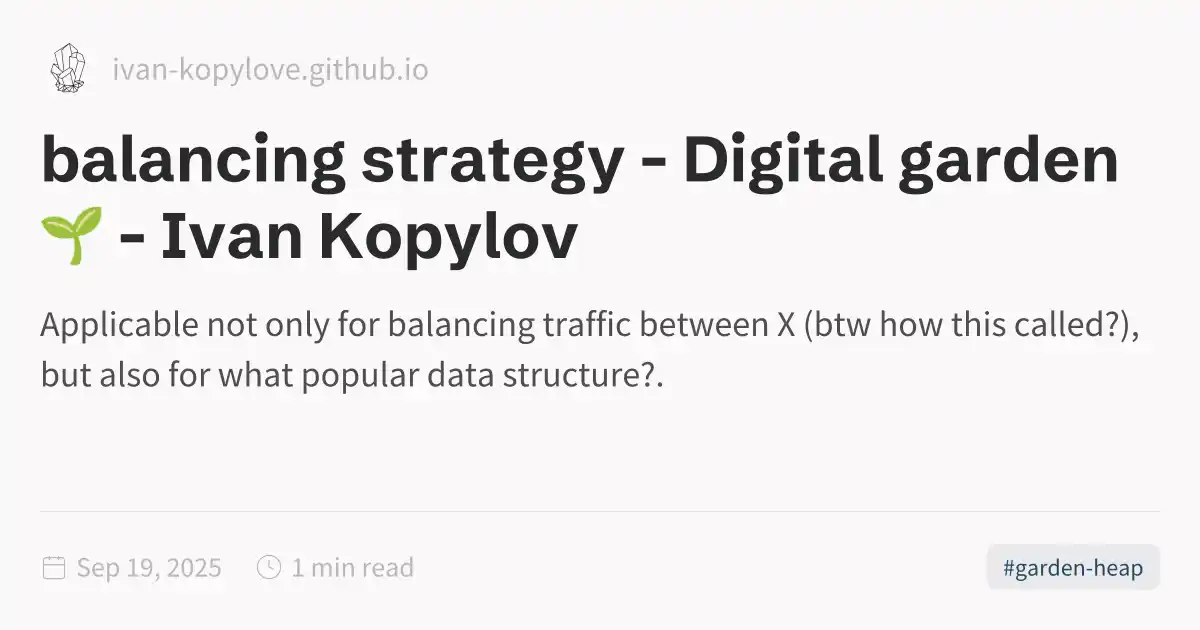 ivan-kopylove.github.io
balancing strategy - Digital garden
🌱 - Ivan Kopylov
Applicable not only for balancing traffic between X (btw how this called?),
but also for what popular data structure?.
Sep 19, 2025
1 min read
#garden-heap